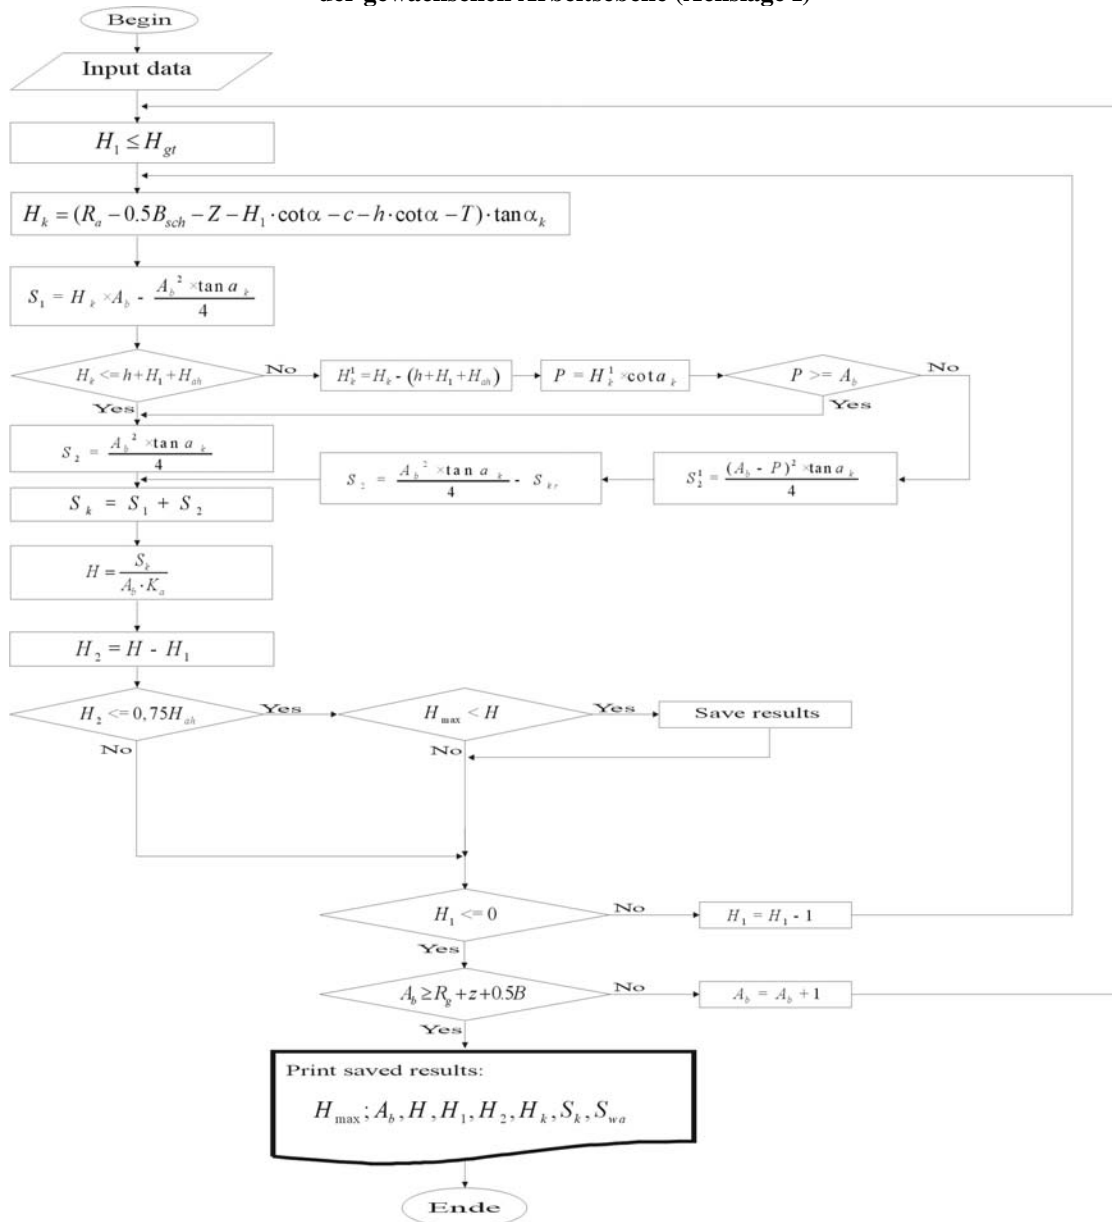 der gewachsenen Arbeitsebene (Achslage I)
Begin
Input data
H₁ ≤ H_gt
H_k = (R_a − 0.5B_sch − Z − H₁·cotα − c − h·cotα − T)·tanα_k
S₁ = H_k ×A_b - A_b² ×tan a_k / 4
H_k <= h+H₁+H_ah
No
H_k¹ = H_k - (h+H₁+H_ah)
P = H_k¹ ×cot a_k
P >= A_b
No
Yes
Yes
S₂ = A_b² ×tan a_k / 4
S₂ = A_b² ×tan a_k / 4 - S_kr
S₂¹ = (A_b - P)² ×tan a_k / 4
S_k = S₁ + S₂
H = S_k / A_b · K_a
H₂ = H - H₁
H₂ <= 0,75H_ah
Yes
H_max < H
Yes
Save results
No
No
H₁ <= 0
No
H₁ = H₁ - 1
Yes
A_b ≥ R_g + z + 0.5B
No
A_b = A_b + 1
Yes
Print saved results:
H_max ; A_b, H, H₁, H₂, H_k, S_k, S_wa
Ende